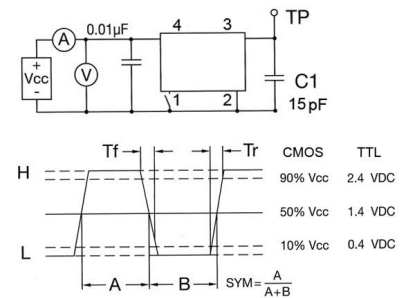 TP
0.01µF
A
4
3
+
Vcc
-
V
C1
15pF
1
2
Tf
Tr
CMOS
TTL
H
90% Vcc
2.4 VDC
50% Vcc
1.4 VDC
L
10% Vcc
0.4 VDC
A
B
SYM=A/A+B